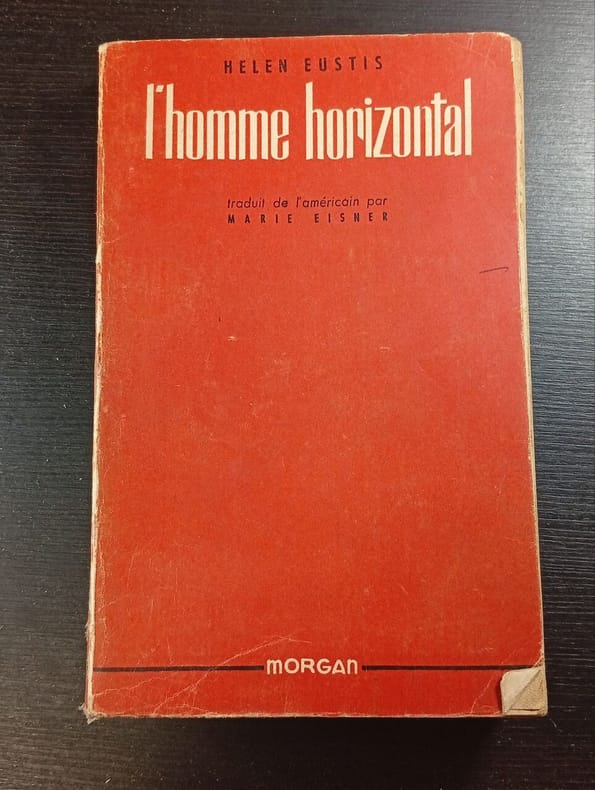 HELEN EUSTIS
l'homme horizontal
traduit de l'américain par
MARIE EISNER
MORGAN